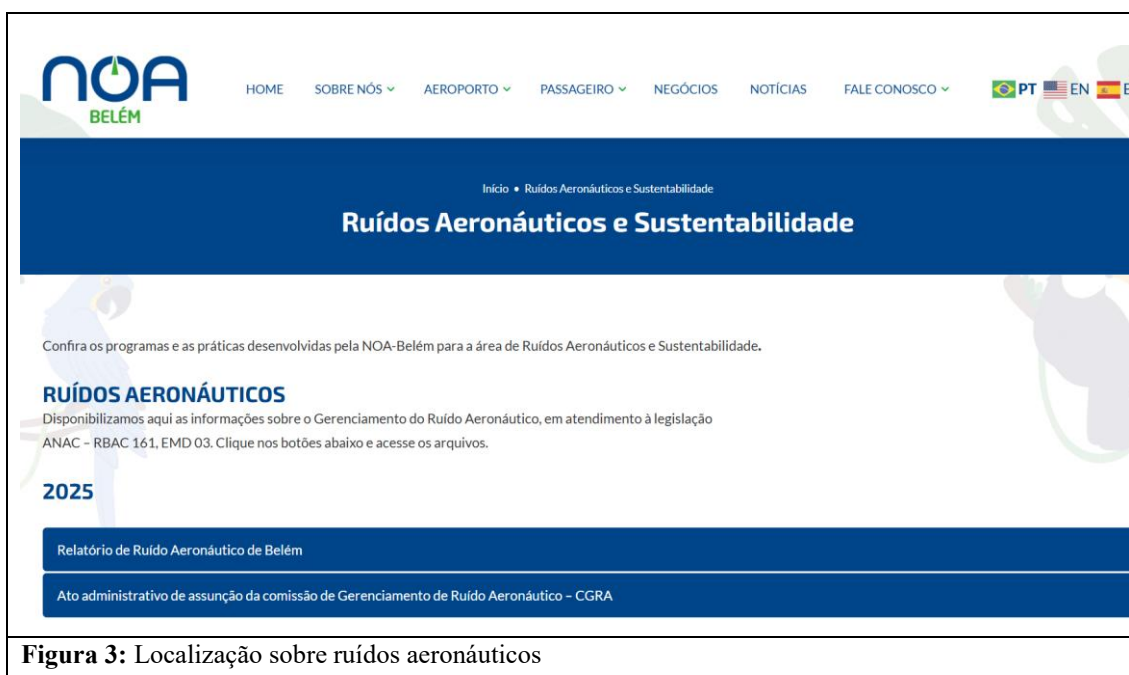 NOA
BELÉM
HOME SOBRE NÓS AEROPORTO PASSAGEIRO NEGÓCIOS NOTÍCIAS FALE CONOSCO PT EN E
Início • Ruídos Aeronáuticos e Sustentabilidade
Ruídos Aeronáuticos e Sustentabilidade
Confira os programas e as práticas desenvolvidas pela NOA-Belém para a área de Ruídos Aeronáuticos e Sustentabilidade.
RUÍDOS AERONÁUTICOS
Disponibilizamos aqui as informações sobre o Gerenciamento do Ruído Aeronáutico, em atendimento à legislação
ANAC – RBAC 161, EMD 03. Clique nos botões abaixo e acesse os arquivos.
2025
Relatório de Ruído Aeronáutico de Belém
Ato administrativo de assunção da comissão de Gerenciamento de Ruído Aeronáutico – CGRA
Figura 3: Localização sobre ruídos aeronáuticos